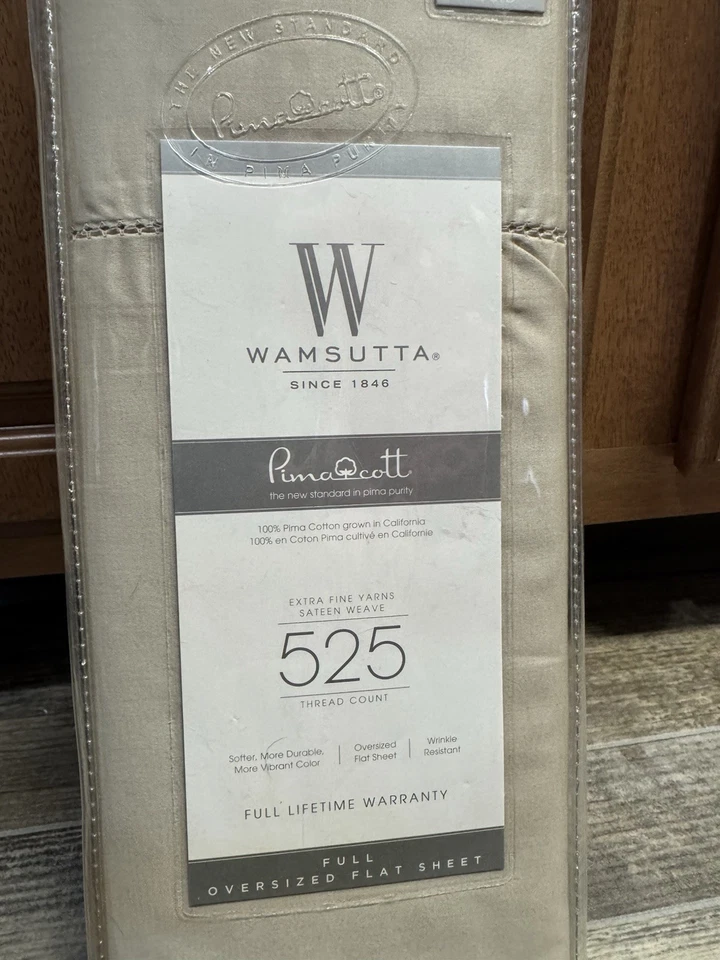 THE NEW STANDARD
PimaCott®
IN PIMA PURITY
W
WAMSUTTA®
SINCE 1846
Pimacott
the new standard in pima purity
100% Pima Cotton grown in California
100% en Coton Pima cultivé en Californie
EXTRA FINE YARNS
SATEEN WEAVE
525
THREAD COUNT
Softer, More Durable,
More Vibrant Color
Oversized
Flat Sheet
Wrinkle
Resistant
FULL LIFETIME WARRANTY
FULL
OVERSIZED FLAT SHEET